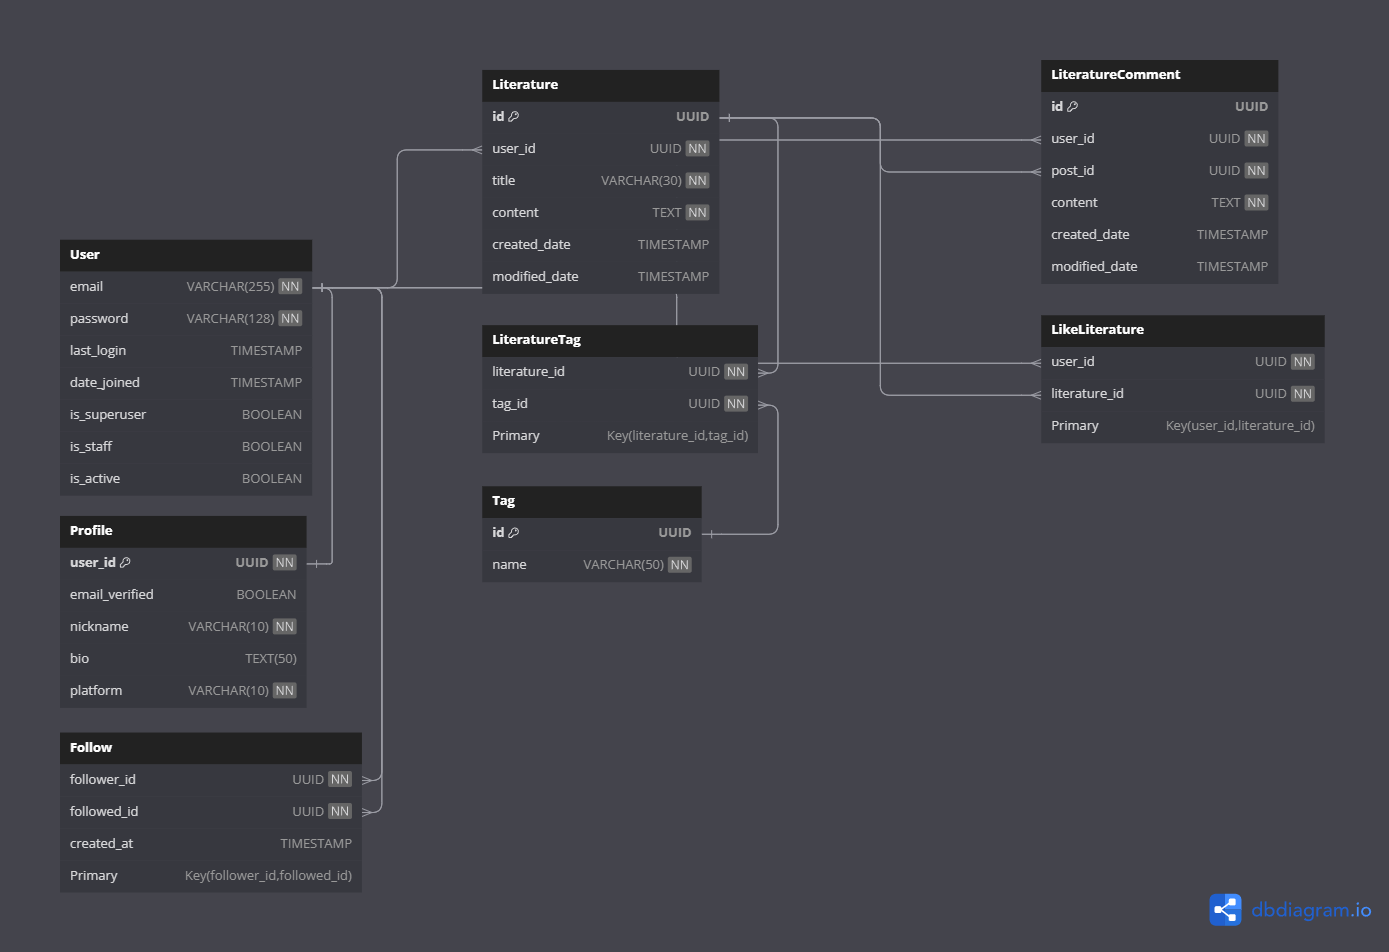 User
email VARCHAR(255) NN
password VARCHAR(128) NN
last_login TIMESTAMP
date_joined TIMESTAMP
is_superuser BOOLEAN
is_staff BOOLEAN
is_active BOOLEAN
Profile
user_id UUID NN
email_verified BOOLEAN
nickname VARCHAR(10) NN
bio TEXT(50)
platform VARCHAR(10) NN
Follow
follower_id UUID NN
followed_id UUID NN
created_at TIMESTAMP
Primary Key(follower_id,followed_id)
Literature
id UUID
user_id UUID NN
title VARCHAR(30) NN
content TEXT NN
created_date TIMESTAMP
modified_date TIMESTAMP
LiteratureTag
literature_id UUID NN
tag_id UUID NN
Primary Key(literature_id,tag_id)
Tag
id UUID
name VARCHAR(50) NN
LiteratureComment
id UUID
user_id UUID NN
post_id UUID NN
content TEXT NN
created_date TIMESTAMP
modified_date TIMESTAMP
LikeLiterature
user_id UUID NN
literature_id UUID NN
Primary Key(user_id,literature_id)
dbdiagram.io